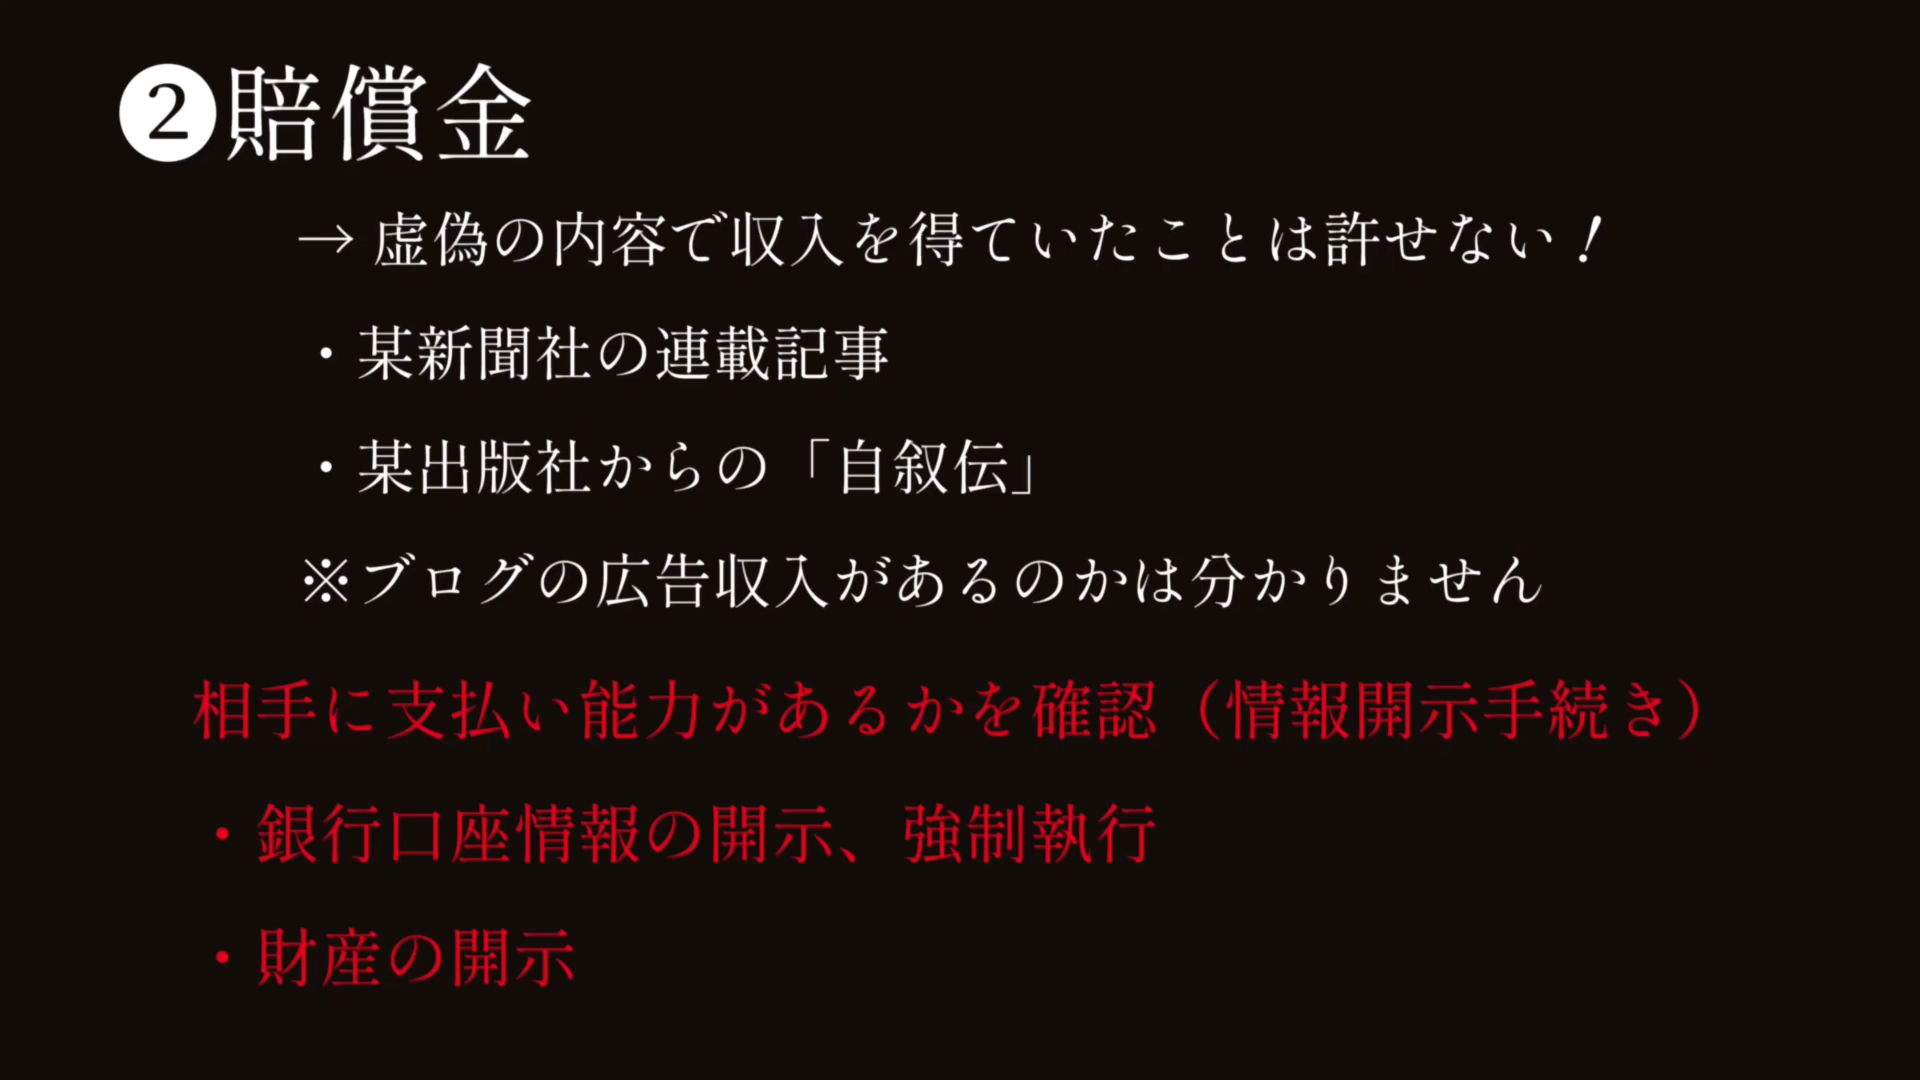 ❷賠償金
→虚偽の内容で収入を得ていたことは許せない！
・某新聞社の連載記事
・某出版社からの「自叙伝」
※ブログの広告収入があるのかは分かりません
相手に支払い能力があるかを確認（情報開示手続き）
・銀行口座情報の開示、強制執行
・財産の開示